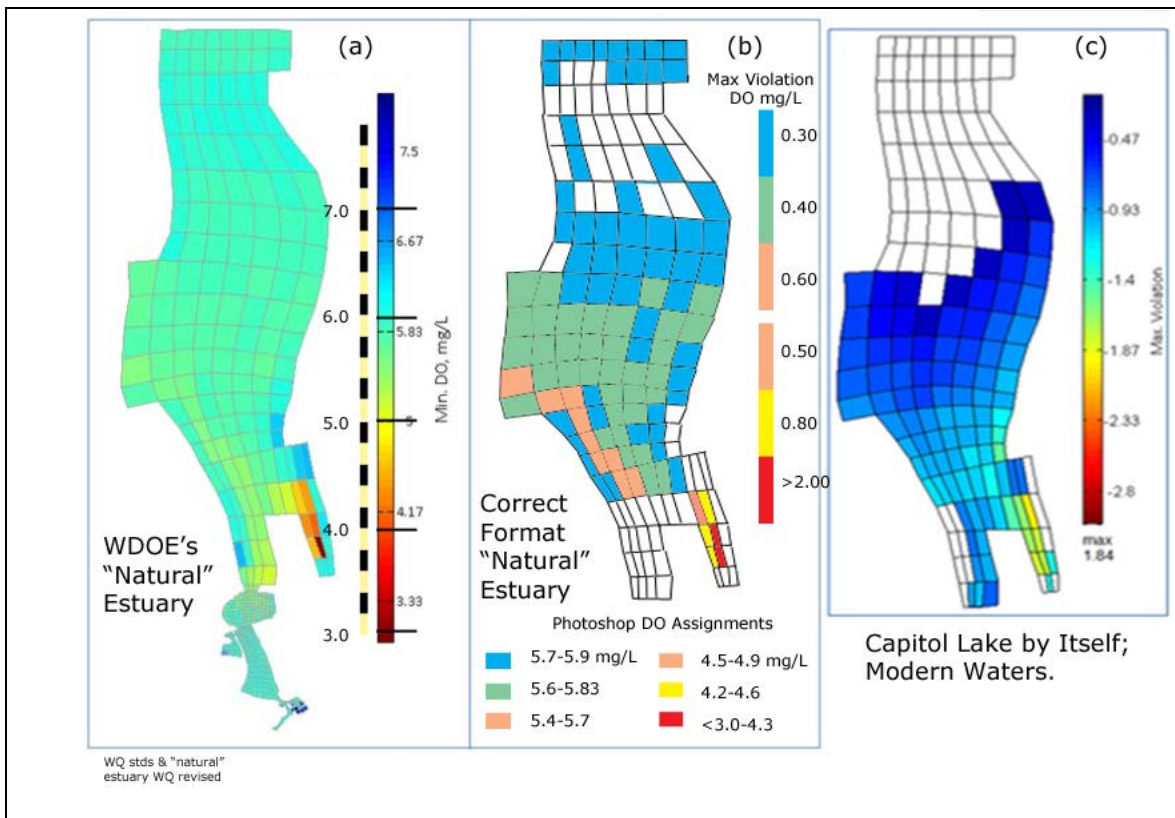 (a)
7.5
7.0
6.67
6.0
5.83
Min. DO, mg/L
5.0
5
4.17
4.0
3.33
3.0
WDOE's
"Natural"
Estuary
WQ stds & "natural"
estuary WQ revised
(b)
Max Violation
DO mg/L
0.30
0.40
0.60
0.50
0.80
>2.00
Correct
Format
"Natural"
Estuary
Photoshop DO Assignments
5.7-5.9 mg/L
4.5-4.9 mg/L
5.6-5.83
4.2-4.6
5.4-5.7
<3.0-4.3
(c)
-0.47
-0.93
-1.4
-1.87
-2.33
-2.8
Max. Violation
max
1.84
Capitol Lake by Itself;
Modern Waters.